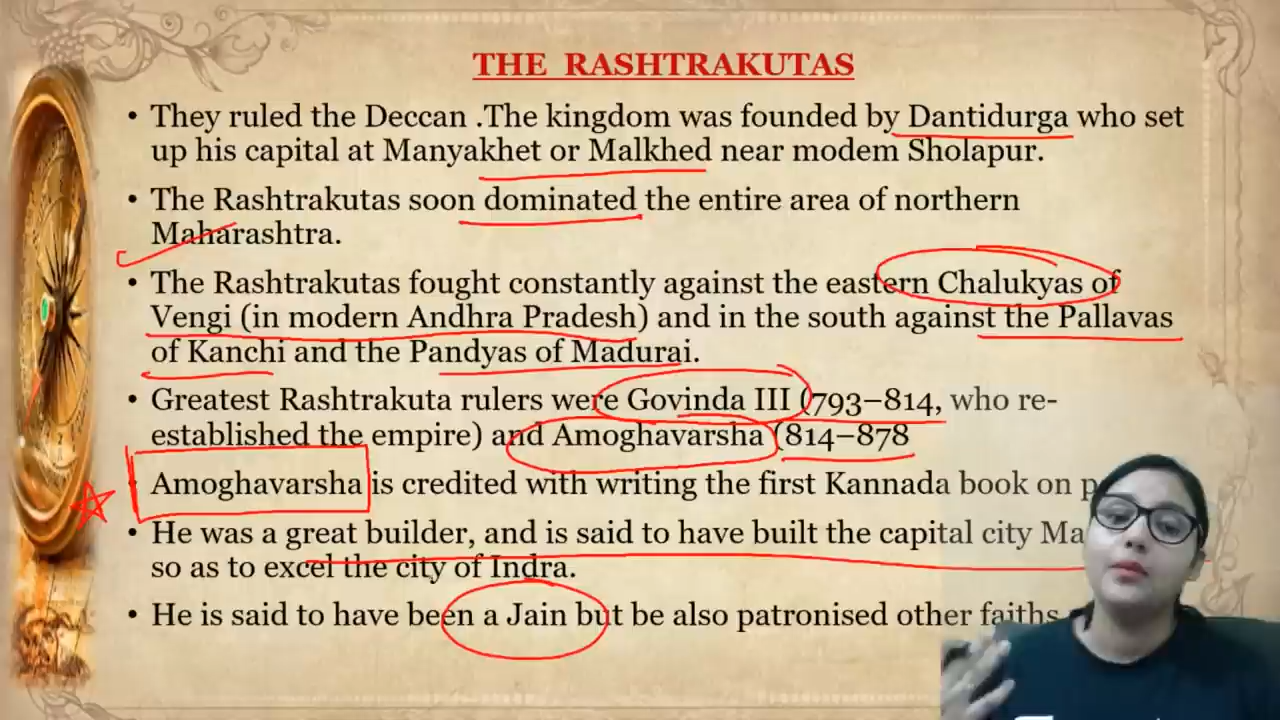 THE RASHTRAKUTAS
• They ruled the Deccan .The kingdom was founded by Dantidurga who set
up his capital at Manyakhet or Malkhed near modem Sholapur.
• The Rashtrakutas soon dominated the entire area of northern
Maharashtra.
• The Rashtrakutas fought constantly against the eastern Chalukyas of
Vengi (in modern Andhra Pradesh) and in the south against the Pallavas
of Kanchi and the Pandyas of Madurai.
• Greatest Rashtrakuta rulers were Govinda III (793–814, who re-
established the empire) and Amoghavarsha (814–878
• Amoghavarsha is credited with writing the first Kannada book on
• He was a great builder, and is said to have built the capital city
so as to excel the city of Indra.
• He is said to have been a Jain but be also patronised other faiths